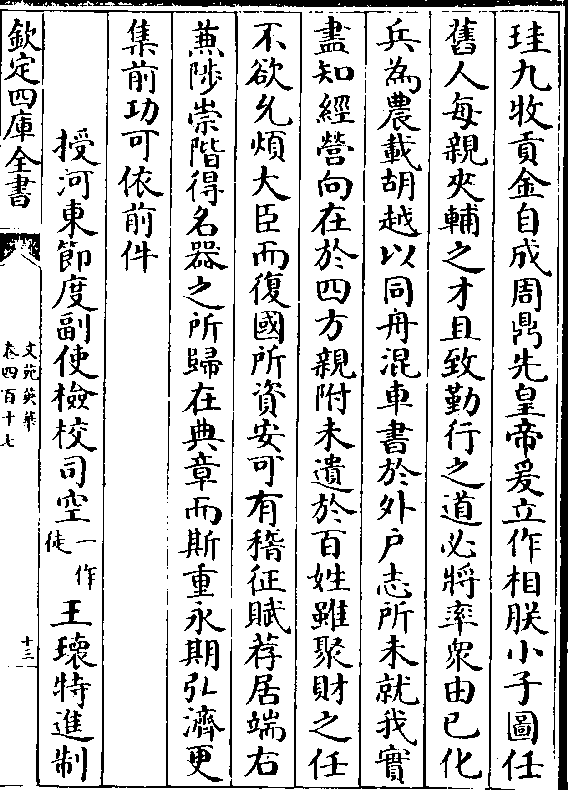 珪九牧貢金自成周鼎先皇帝爰立作相朕小子圖任
舊人每親夾輔之才且致勤行之道必將率衆由已化
兵為農載胡越以同舟混車書於外戶志所未就我實
盡知經營向在於四方親附未遺於百姓雖聚財之任
不欲允煩大臣而復國所資安可有稽征賦荐居端右
蕙陟崇階得名器之所歸在典章而斯重永期弘濟更
集前功可依前件
授河東節度副使檢校司空一作徒王瓌特進制
欽定四庫全書
文苑英華
卷四百十七
十三